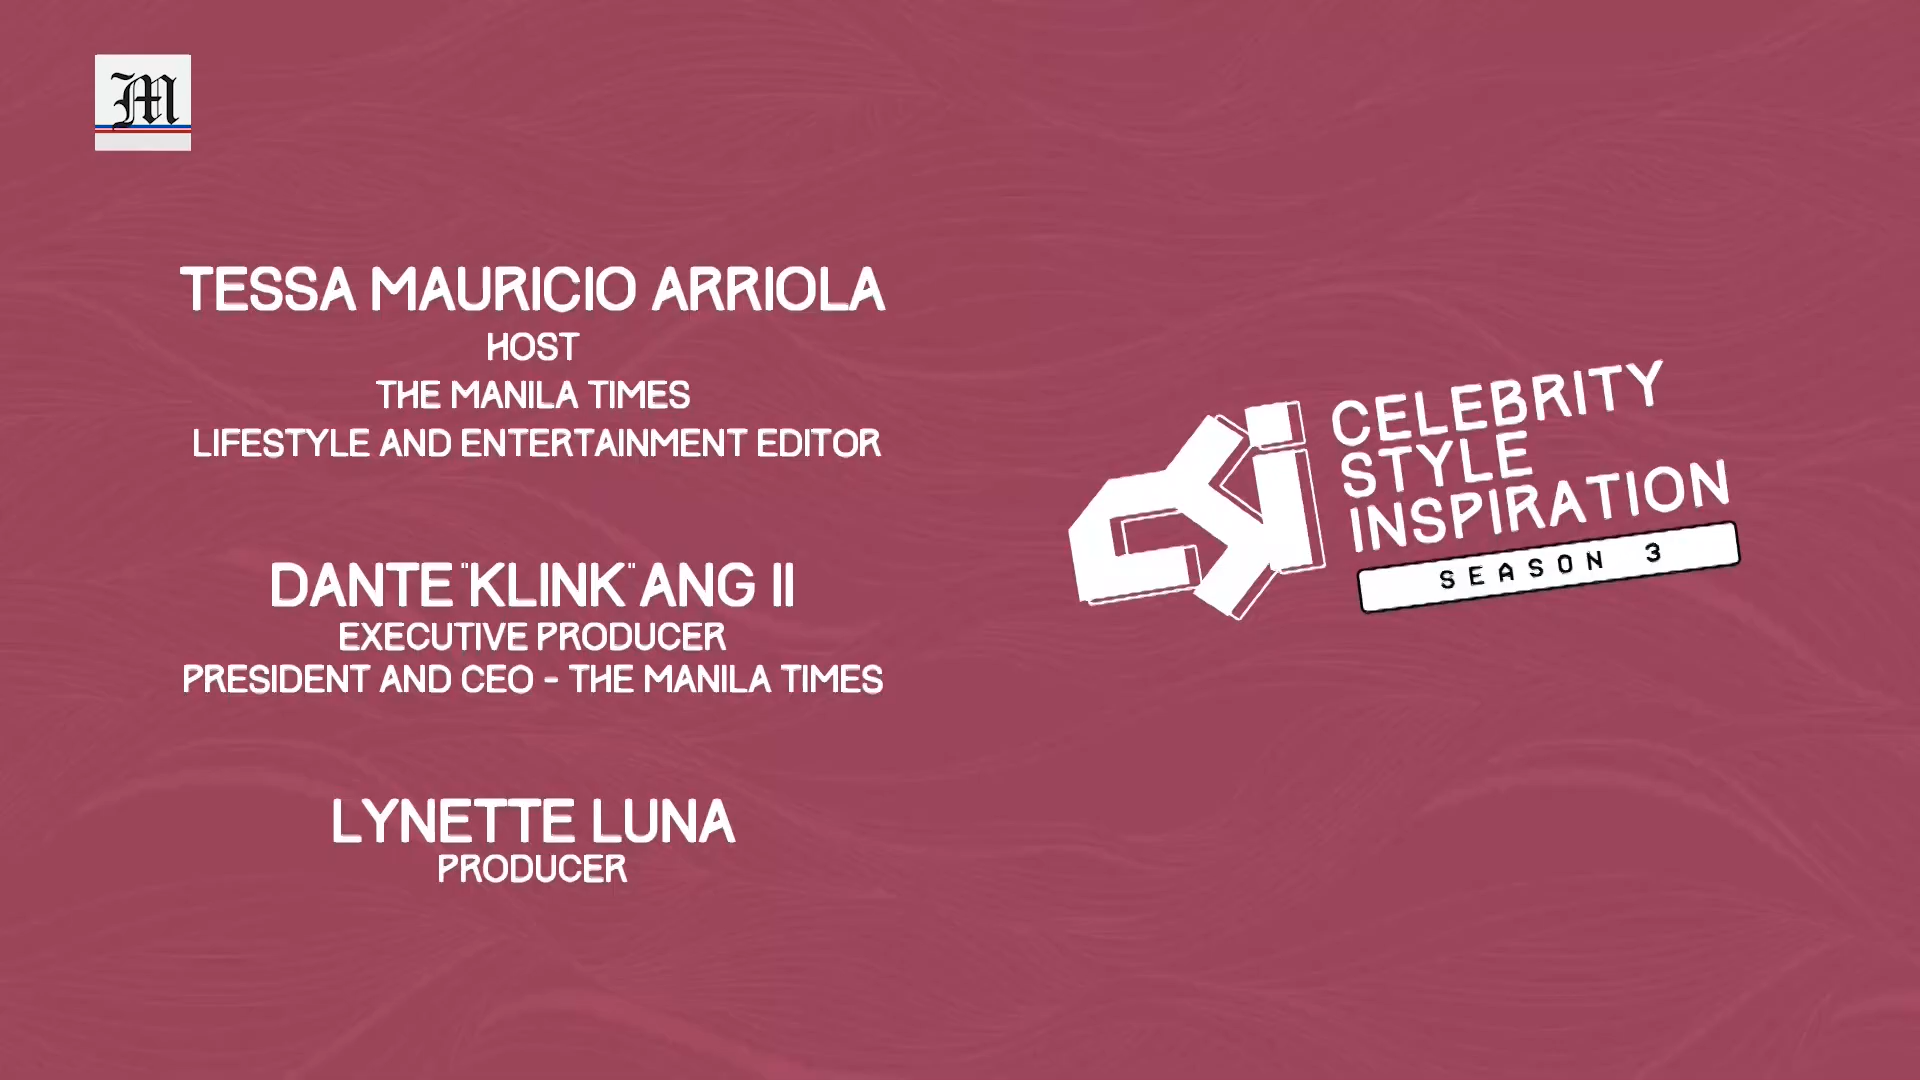 M
TESSA MAURICIO ARRIOLA
HOST
THE MANILA TIMES
LIFESTYLE AND ENTERTAINMENT EDITOR
DANTE "KLINK" ANG II
EXECUTIVE PRODUCER
PRESIDENT AND CEO - THE MANILA TIMES
LYNETTE LUNA
PRODUCER
CELEBRITY
STYLE
INSPIRATION
SEASON 3